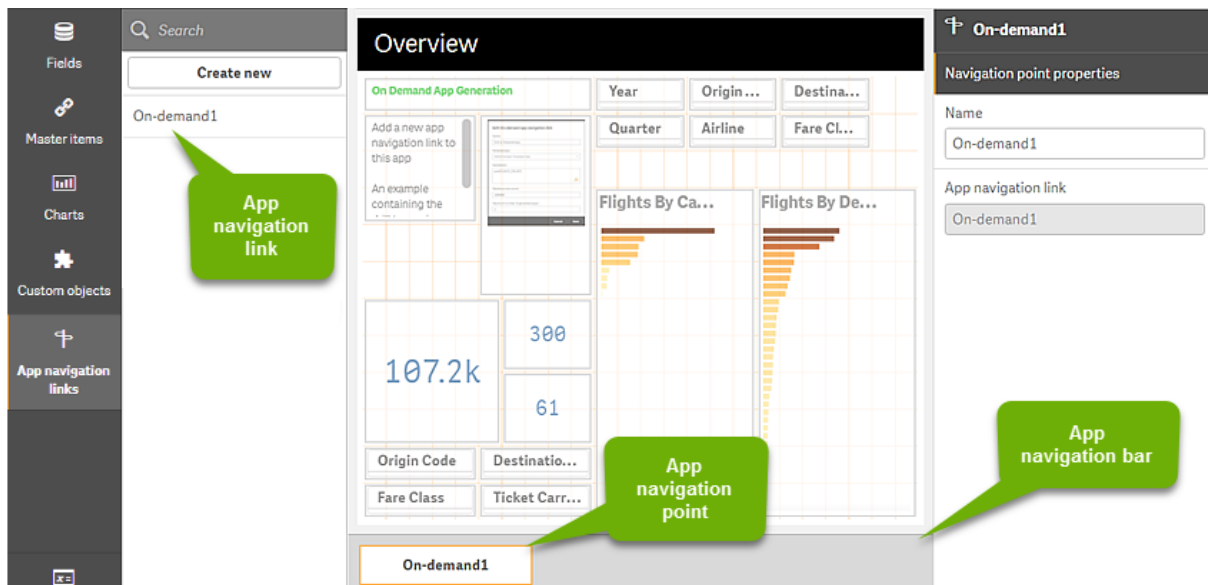 Fields
Master items
Charts
Custom objects
App navigation
links
Search
Create new
On-demand1
App
navigation
link
Overview
On Demand App Generation
Add a new app
navigation link to
this app
An example
containing the
Year
Origin ...
Destina...
Quarter
Airline
Fare Cl...
Flights By Ca...
Flights By De...
107.2k
300
61
Origin Code
Destinatio...
Fare Class
Ticket Carr...
App
navigation
point
On-demand1
App
navigation bar
On-demand1
Navigation point properties
Name
On-demand1
App navigation link
On-demand1